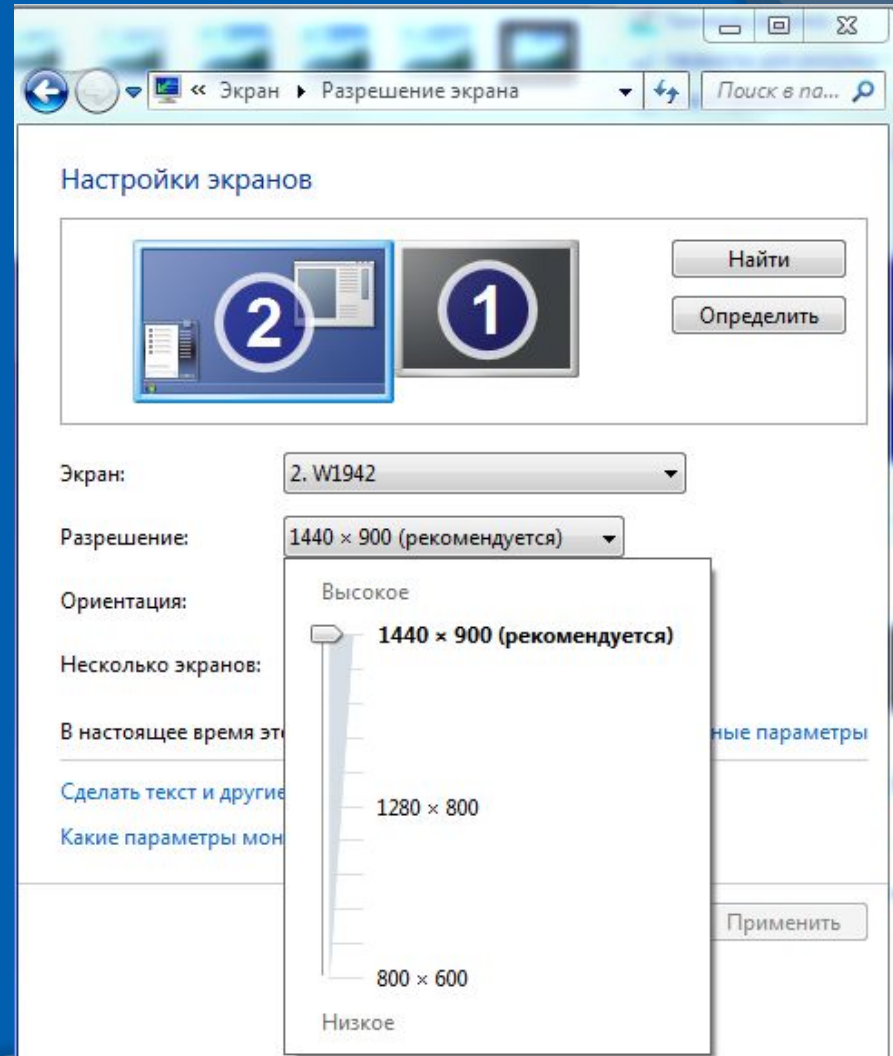 « Экран Разрешение экрана Поиск в па...
Настройки экранов
2 1
Найти
Определить
Экран: 2. W1942
Разрешение: 1440 × 900 (рекомендуется)
Высокое
Ориентация:
1440 × 900 (рекомендуется)
Несколько экранов:
В настоящее время это ные параметры
Сделать текст и другие
1280 × 800
Какие параметры мон
Применить
800 × 600
Низкое